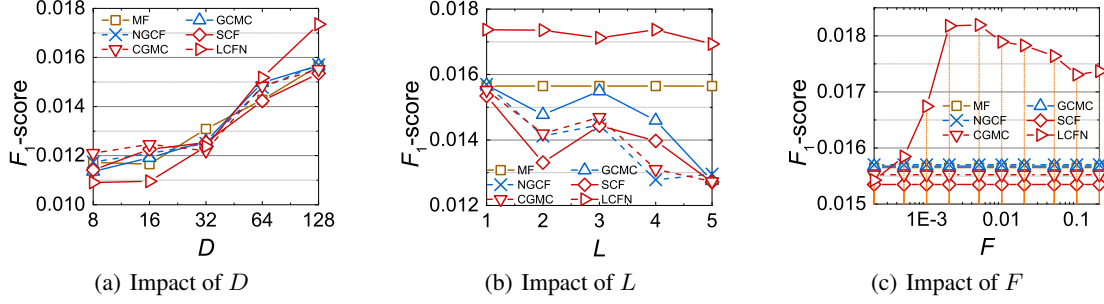 F₁-score
0.018
0.016
0.014
0.012
0.010
MF GCMC
NGCF SCF
CGMC LCFN
8 16 32 64 128
D
(a) Impact of D
F₁-score
0.018
0.016
0.014
0.012
MF GCMC
NGCF SCF
CGMC LCFN
1 2 3 4 5
L
(b) Impact of L
F₁-score
0.018
0.017
0.016
0.015
MF GCMC
NGCF SCF
CGMC LCFN
1E-3 0.01 0.1
F
(c) Impact of F